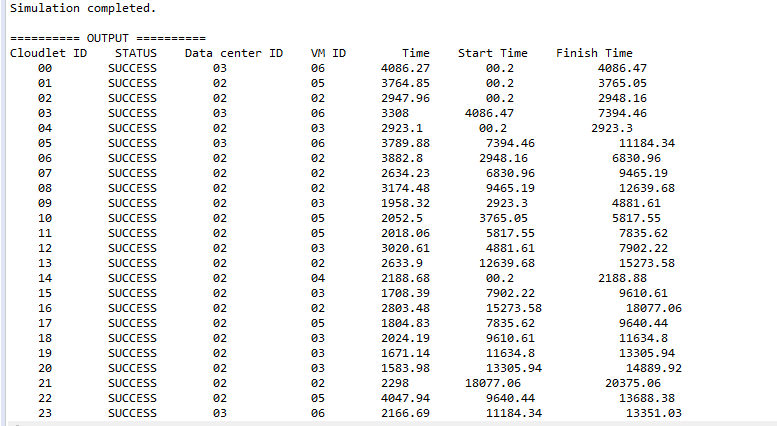 Simulation completed.
========== OUTPUT ==========
Cloudlet ID    STATUS    Data center ID    VM ID        Time    Start Time    Finish Time
00    SUCCESS    03    06    4086.27    00.2    4086.47
01    SUCCESS    02    05    3764.85    00.2    3765.05
02    SUCCESS    02    02    2947.96    00.2    2948.16
03    SUCCESS    03    06    3308    4086.47    7394.46
04    SUCCESS    02    03    2923.1    00.2    2923.3
05    SUCCESS    03    06    3789.88    7394.46    11184.34
06    SUCCESS    02    02    3882.8    2948.16    6830.96
07    SUCCESS    02    02    2634.23    6830.96    9465.19
08    SUCCESS    02    02    3174.48    9465.19    12639.68
09    SUCCESS    02    03    1958.32    2923.3    4881.61
10    SUCCESS    02    05    2052.5    3765.05    5817.55
11    SUCCESS    02    05    2018.06    5817.55    7835.62
12    SUCCESS    02    03    3020.61    4881.61    7902.22
13    SUCCESS    02    02    2633.9    12639.68    15273.58
14    SUCCESS    02    04    2188.68    00.2    2188.88
15    SUCCESS    02    03    1708.39    7902.22    9610.61
16    SUCCESS    02    02    2803.48    15273.58    18077.06
17    SUCCESS    02    05    1804.83    7835.62    9640.44
18    SUCCESS    02    03    2024.19    9610.61    11634.8
19    SUCCESS    02    03    1671.14    11634.8    13305.94
20    SUCCESS    02    03    1583.98    13305.94    14889.92
21    SUCCESS    02    02    2298    18077.06    20375.06
22    SUCCESS    02    05    4047.94    9640.44    13688.38
23    SUCCESS    03    06    2166.69    11184.34    13351.03